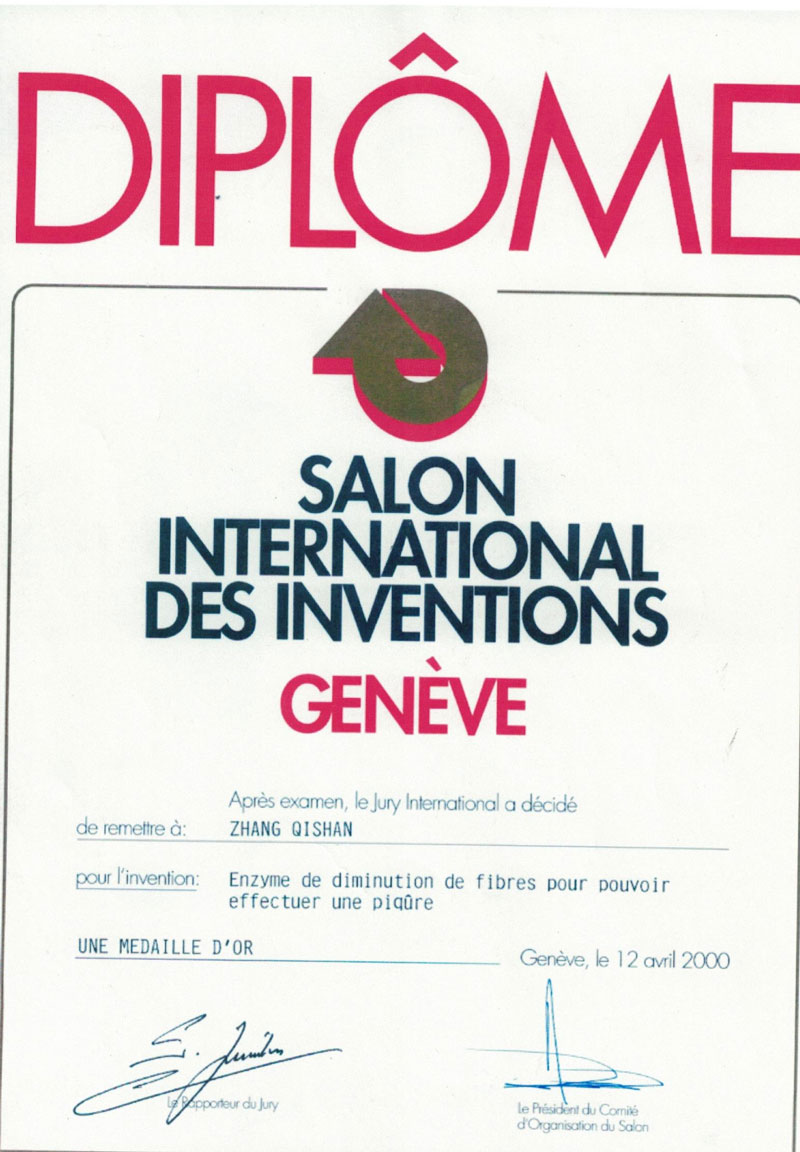 DIPLÔME
SALON
INTERNATIONAL
DES INVENTIONS
GENÈVE
Après examen, le Jury International a décidé
de remettre à: ZHANG QISHAN
pour l'invention: Enzyme de diminution de fibres pour pouvoir
effectuer une piqûre
UNE MEDAILLE D'OR
Genève, le 12 avril 2000
Le Rapporteur du Jury
Le Président du Comité
d'Organisation du Salon